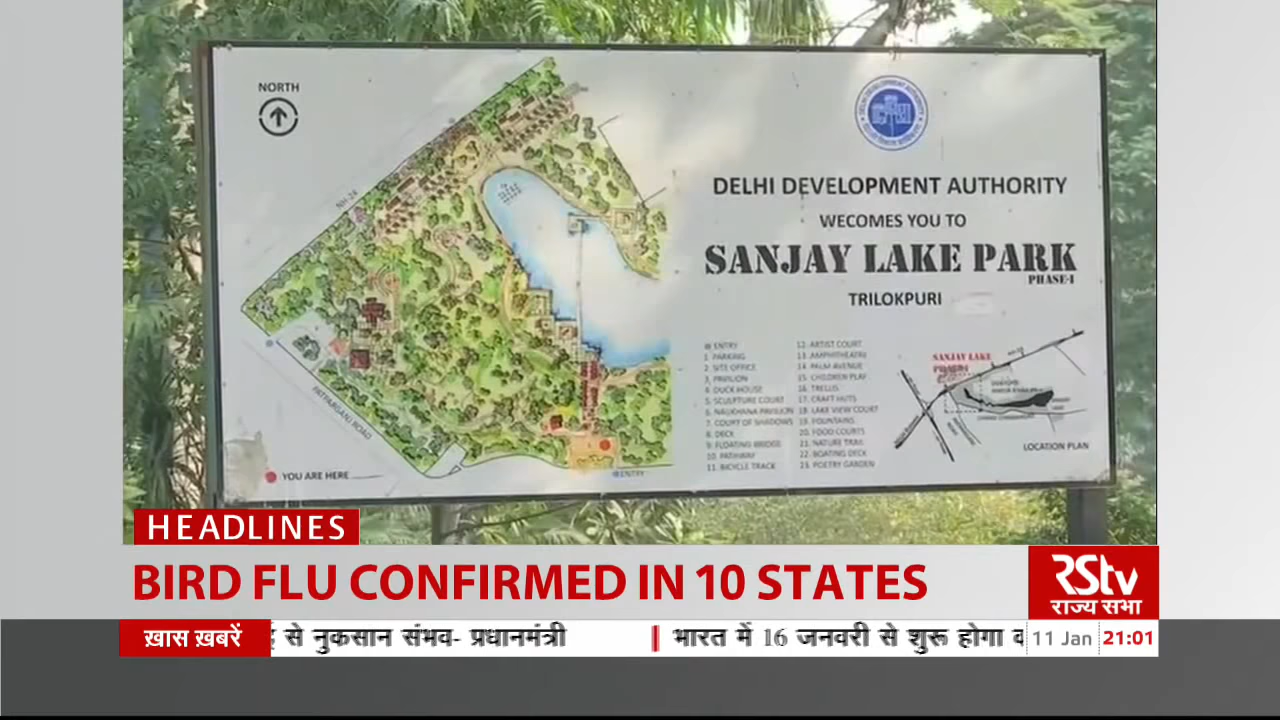 NORTH
NH-24
DELHI DEVELOPMENT AUTHORITY
WECOMES YOU TO
SANJAY LAKE PARK
PHASE-I
TRILOKPURI
PATPARGANJ ROAD
YOU ARE HERE
ENTRY
ENTRY
1. PARKING
2. SITE OFFICE
3. PAVILION
4. DUCK HOUSE
5. SCULPTURE COURT
6. NAUKHANA PAVILION
7. COURT OF SHADOWS
8. DECK
9. FLOATING BRIDGE
10. PATHWAY
11. BICYCLE TRACK
12. ARTIST COURT
13. AMPHITHEATRE
14. PALM AVENUE
15. CHILDREN PLAY
16. TRELLIS
17. CRAFT HUTS
18. LAKE VIEW COURT
19. FOUNTAINS
20. FOOD COURTS
21. NATURE TRAIL
22. BOATING DECK
23. POETRY GARDEN
SANJAY LAKE
LOCATION PLAN
HEADLINES
BIRD FLU CONFIRMED IN 10 STATES
RStv
राज्य सभा
ख़ास ख़बरें
से नुकसान संभव- प्रधानमंत्री
भारत में 16 जनवरी से शुरू होगा
11 Jan
21:01